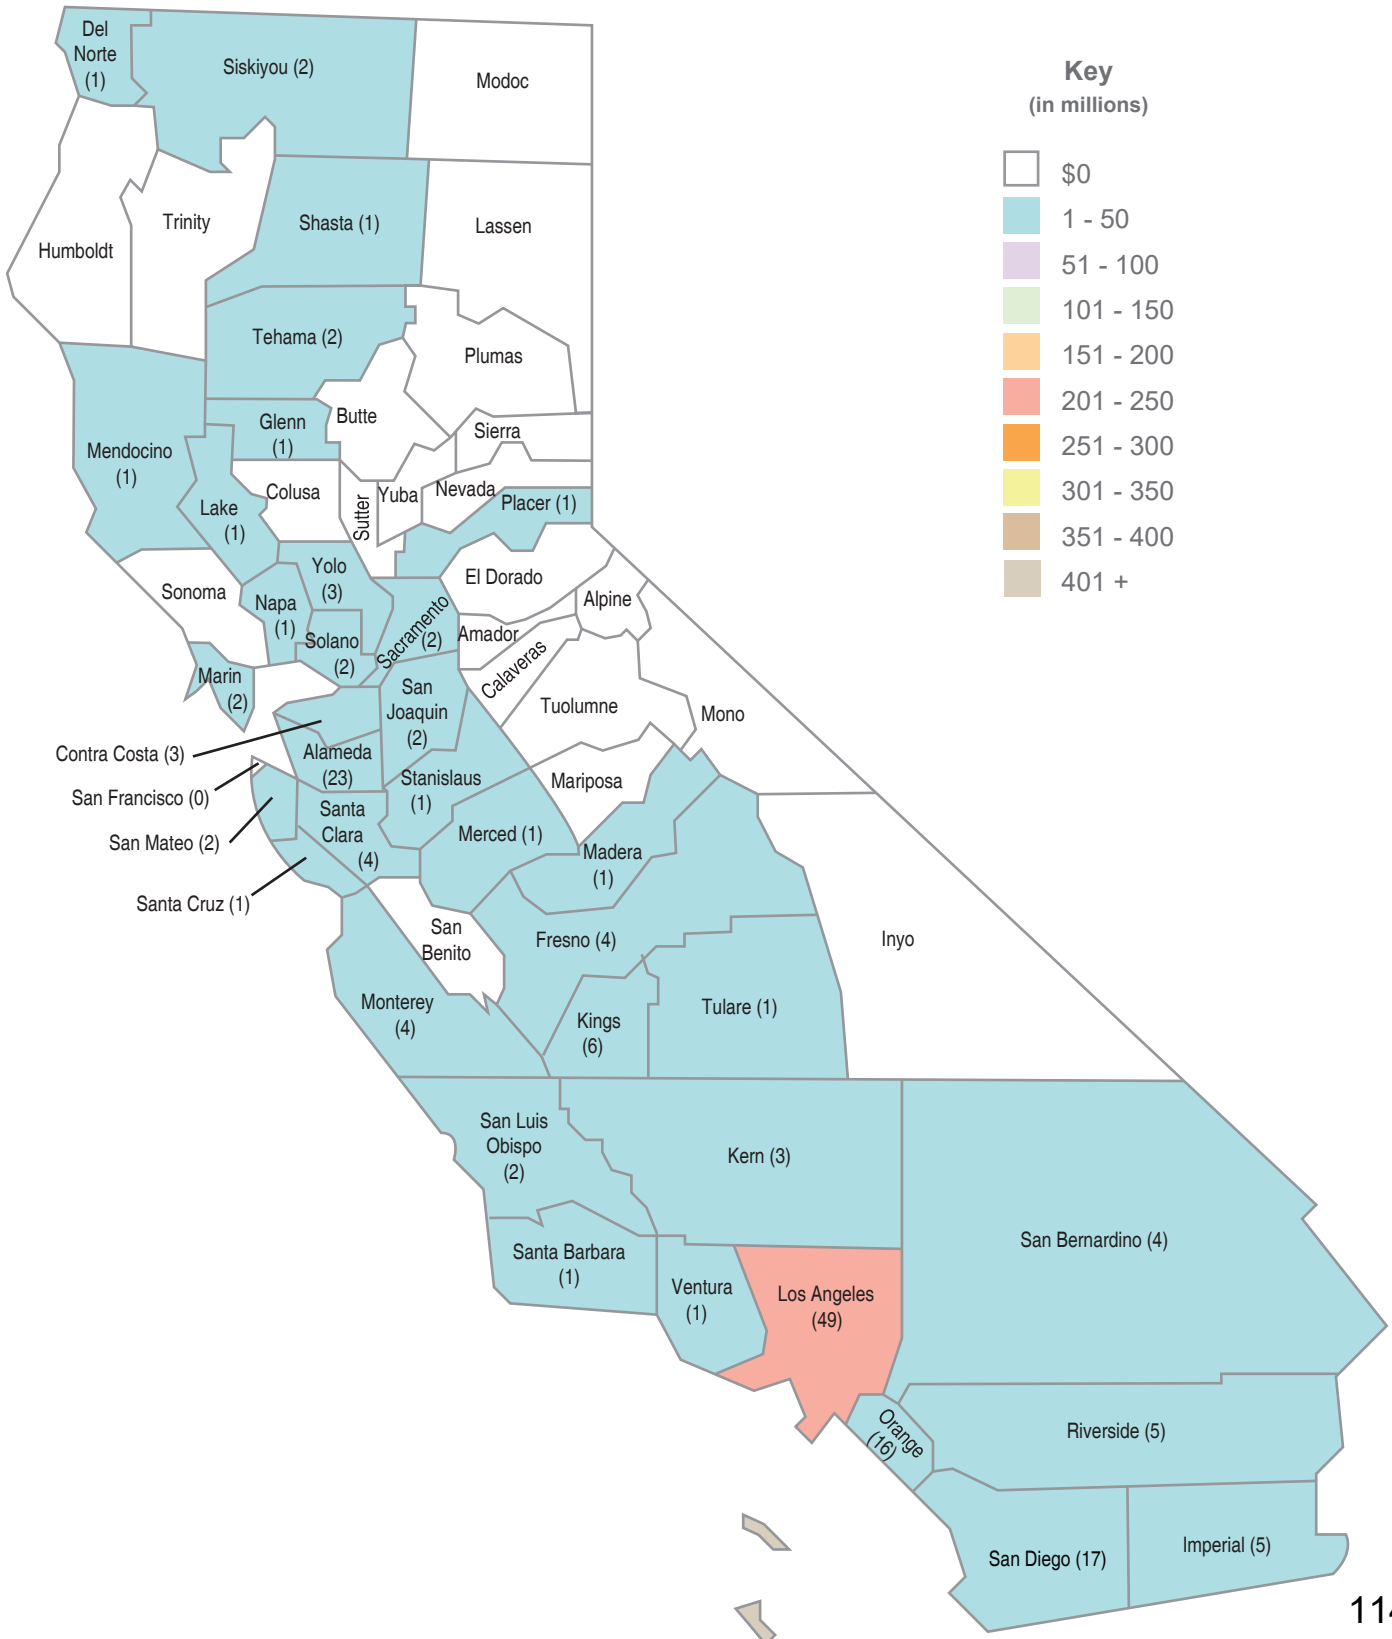 Del
Norte
(1)
Siskiyou (2)
Modoc
Key
(in millions)
$0
1 - 50
51 - 100
101 - 150
151 - 200
201 - 250
251 - 300
301 - 350
351 - 400
401 +
Humboldt
Trinity
Shasta (1)
Lassen
Tehama (2)
Plumas
Mendocino
(1)
Glenn
(1)
Butte
Sierra
Lake
(1)
Colusa
Sutter
Yuba
Nevada
Placer (1)
Sonoma
Napa
(1)
Yolo
(3)
Solano
(2)
Sacramento
(2)
El Dorado
Amador
Alpine
Calaveras
Marin
(2)
San
Joaquin
(2)
Tuolumne
Mono
Contra Costa (3)
Alameda
(23)
Stanislaus
(1)
Mariposa
San Francisco (0)
San Mateo (2)
Santa
Clara
(4)
Merced (1)
Madera
(1)
Santa Cruz (1)
San
Benito
Fresno (4)
Inyo
Monterey
(4)
Kings
(6)
Tulare (1)
San Luis
Obispo
(2)
Kern (3)
San Bernardino (4)
Santa Barbara
(1)
Ventura
(1)
Los Angeles
(49)
Orange
(16)
Riverside (5)
San Diego (17)
Imperial (5)
114